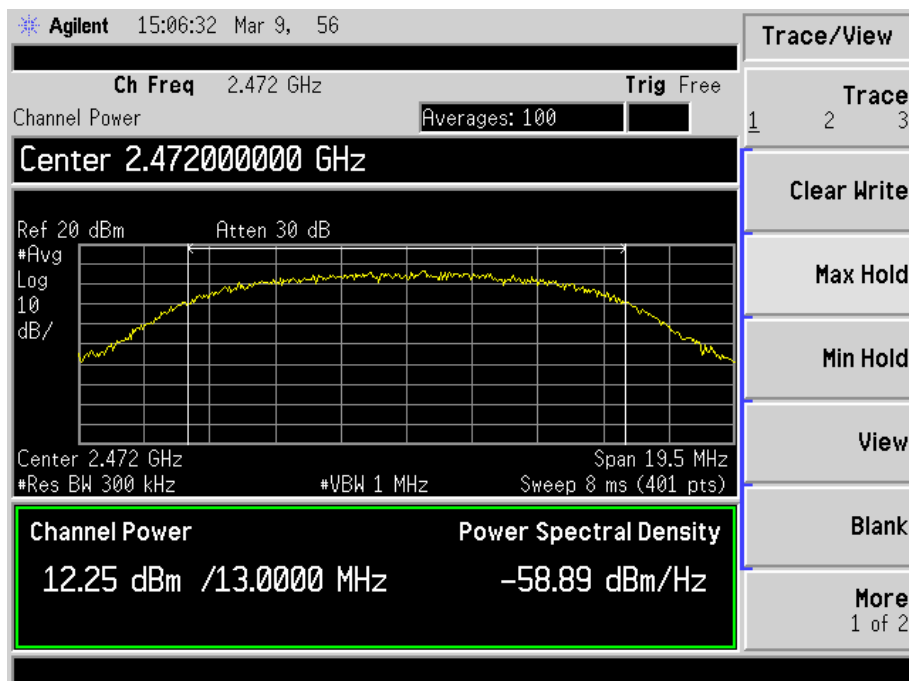 Agilent 15:06:32 Mar 9, 56
Trace/View
Ch Freq 2.472 GHz Trig Free
Channel Power Averages: 100
Trace
1 2 3
Center 2.472000000 GHz
Clear Write
Ref 20 dBm Atten 30 dB
#Avg
Log
10
dB/
Max Hold
Min Hold
View
Center 2.472 GHz Span 19.5 MHz
#Res BW 300 kHz #VBW 1 MHz Sweep 8 ms (401 pts)
Blank
Channel Power Power Spectral Density
12.25 dBm /13.0000 MHz -58.89 dBm/Hz
More
1 of 2